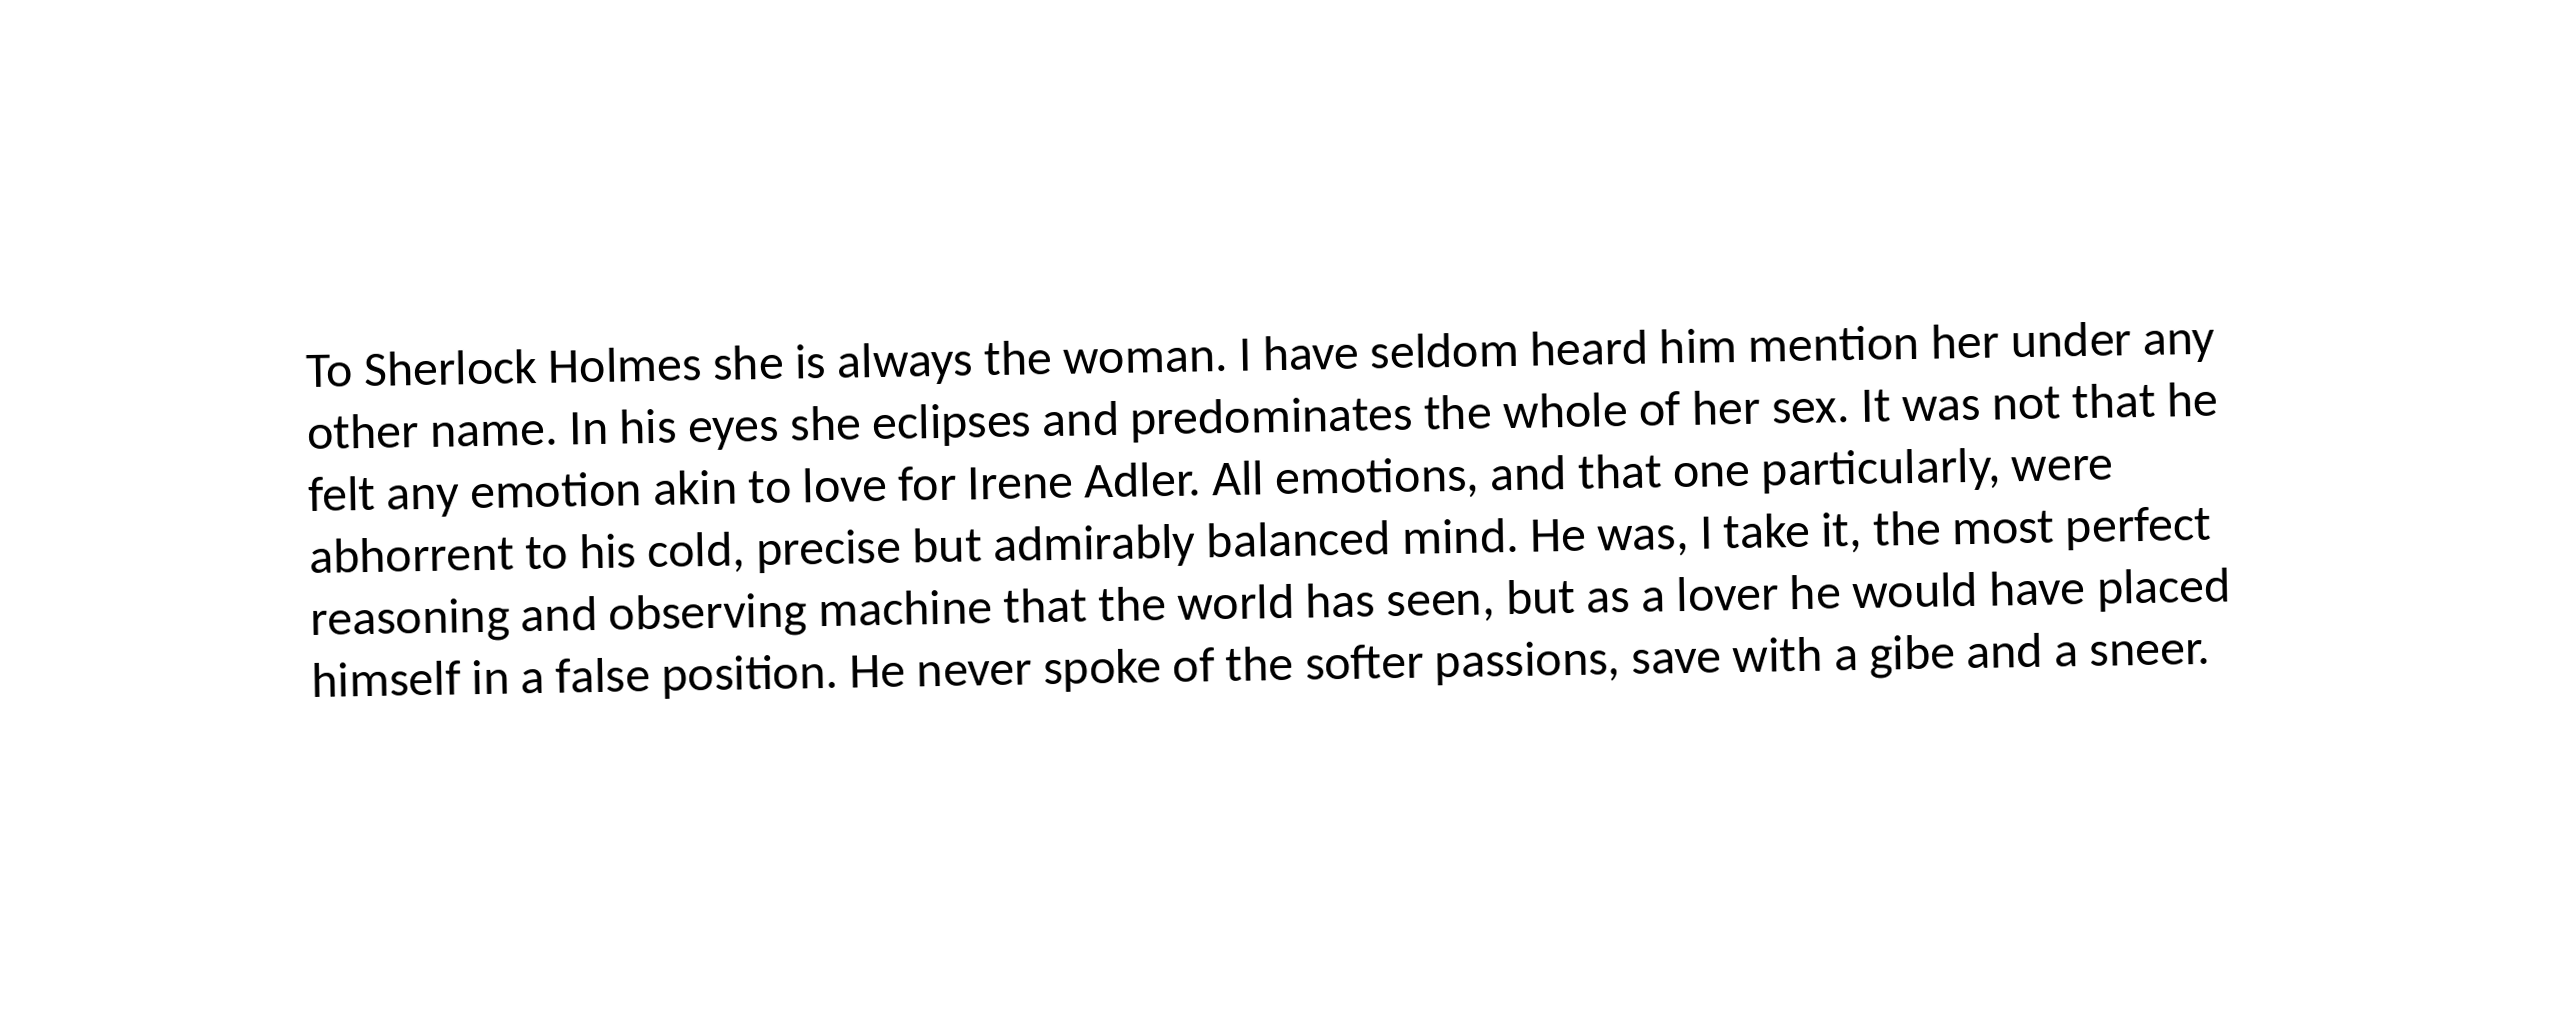 To Sherlock Holmes she is always the woman. I have seldom heard him mention her under any
other name. In his eyes she eclipses and predominates the whole of her sex. It was not that he
felt any emotion akin to love for Irene Adler. All emotions, and that one particularly, were
abhorrent to his cold, precise but admirably balanced mind. He was, I take it, the most perfect
reasoning and observing machine that the world has seen, but as a lover he would have placed
himself in a false position. He never spoke of the softer passions, save with a gibe and a sneer.